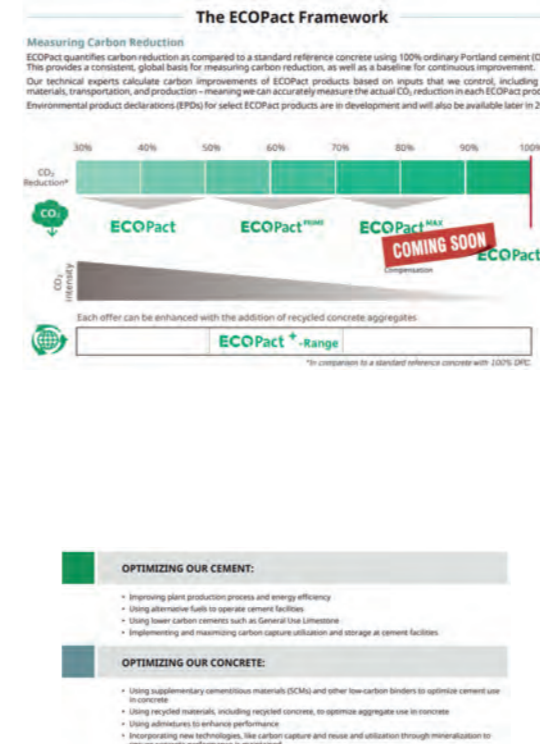 The ECOPact Framework
Measuring Carbon Reduction
ECOPact quantifies carbon reduction as compared to a standard reference concrete using 100% ordinary Portland cement (O
This provides a consistent, global basis for measuring carbon reduction, as well as a baseline for continuous improvement.
Our technical experts calculate carbon improvements of ECOPact products based on inputs that we control, including
materials, transportation, and production – meaning we can accurately measure the actual CO₂ reduction in each ECOPact prod
Environmental product declarations (EPDs) for select ECOPact products are in development and will also be available later in 2
30% 40% 50% 60% 70% 80% 90% 100%
CO₂
Reduction*
CO₂
ECOPact ECOPact PRIME ECOPact MAX
COMING SOON
ECOPact
Compensation
CO₂
intensity
Each offer can be enhanced with the addition of recycled concrete aggregates
ECOPact +-Range
*In comparison to a standard reference concrete with 100% OPC.
OPTIMIZING OUR CEMENT:
• Improving plant production process and energy efficiency
• Using alternative fuels to operate cement facilities
• Using lower carbon cements such as General Use Limestone
• Implementing and maximizing carbon capture utilization and storage at cement facilities
OPTIMIZING OUR CONCRETE:
• Using supplementary cementitious materials (SCMs) and other low-carbon binders to optimize cement use
in concrete
• Using recycled materials, including recycled concrete, to optimize aggregate use in concrete
• Using admixtures to enhance performance
• Incorporating new technologies, like carbon capture and reuse and utilization through mineralization to